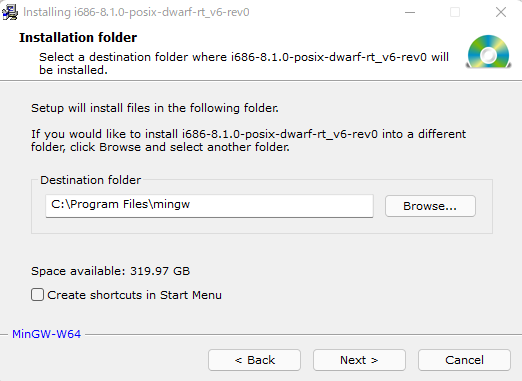 Installing i686-8.1.0-posix-dwarf-rt_v6-rev0
Installation folder
Select a destination folder where i686-8.1.0-posix-dwarf-rt_v6-rev0 will
be installed.
Setup will install files in the following folder.
If you would like to install i686-8.1.0-posix-dwarf-rt_v6-rev0 into a different
folder, click Browse and select another folder.
Destination folder
C:\Program Files\mingw
Browse...
Space available: 319.97 GB
Create shortcuts in Start Menu
MinGW-W64
< Back
Next >
Cancel